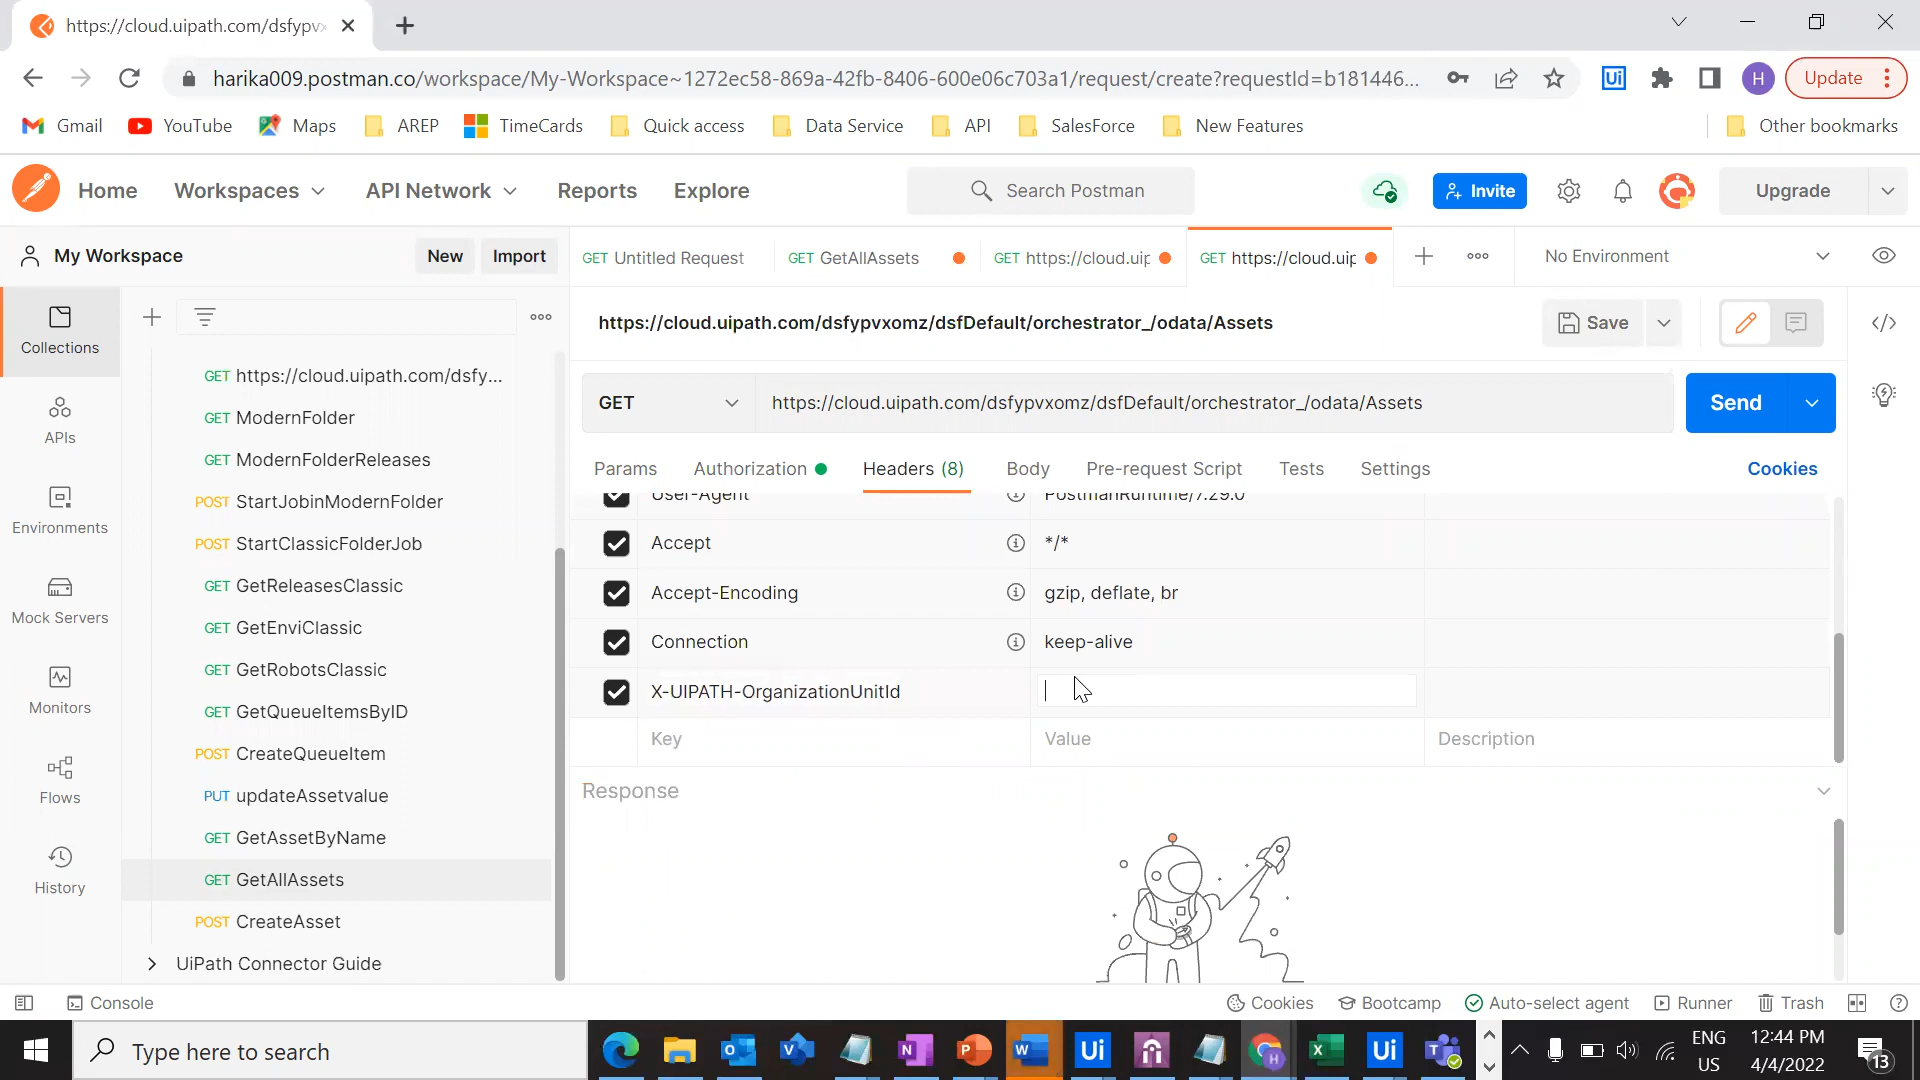 https://cloud.uipath.com/dsfypvx
harika009.postman.co/workspace/My-Workspace~1272ec58-869a-42fb-8406-600e06c703a1/request/create?requestId=b181446...
Ui
H
Update
Gmail
YouTube
Maps
AREP
TimeCards
Quick access
Data Service
API
SalesForce
New Features
Other bookmarks
Home
Workspaces
API Network
Reports
Explore
Search Postman
Invite
Upgrade
My Workspace
New
Import
GET Untitled Request
GET GetAllAssets
GET https://cloud.uip
GET https://cloud.uip
No Environment
Collections
APIs
Environments
Mock Servers
Monitors
Flows
History
GET https://cloud.uipath.com/dsfy...
GET ModernFolder
GET ModernFolderReleases
POST StartJobinModernFolder
POST StartClassicFolderJob
GET GetReleasesClassic
GET GetEnviClassic
GET GetRobotsClassic
GET GetQueueItemsByID
POST CreateQueueItem
PUT updateAssetvalue
GET GetAssetByName
GET GetAllAssets
POST CreateAsset
UiPath Connector Guide
https://cloud.uipath.com/dsfypvxomz/dsfDefault/orchestrator_/odata/Assets
Save
</>
GET
https://cloud.uipath.com/dsfypvxomz/dsfDefault/orchestrator_/odata/Assets
Send
Params
Authorization
Headers (8)
Body
Pre-request Script
Tests
Settings
Cookies
User-Agent
PostmanRuntime/7.29.0
Accept
*/*
Accept-Encoding
gzip, deflate, br
Connection
keep-alive
X-UIPATH-OrganizationUnitId
Key
Value
Description
Response
Console
Cookies
Bootcamp
Auto-select agent
Runner
Trash
Type here to search
ENG
US
12:44 PM
4/4/2022
13